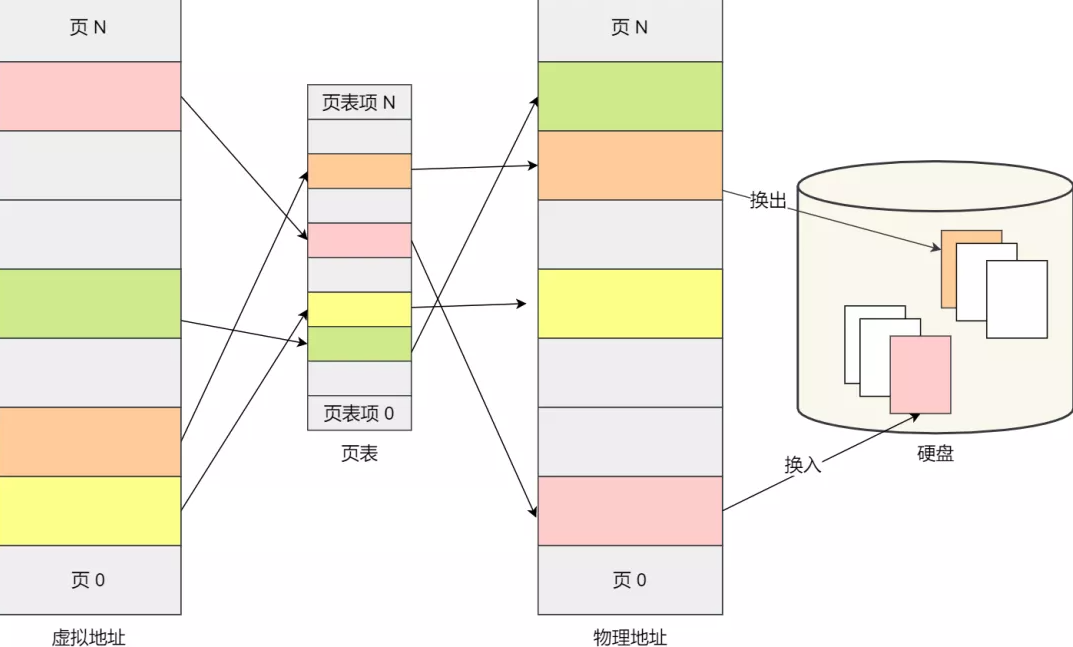 页 N
页 N
页表项 N
换出
页表项 0
页表
硬盘
换入
页 0
页 0
虚拟地址
物理地址